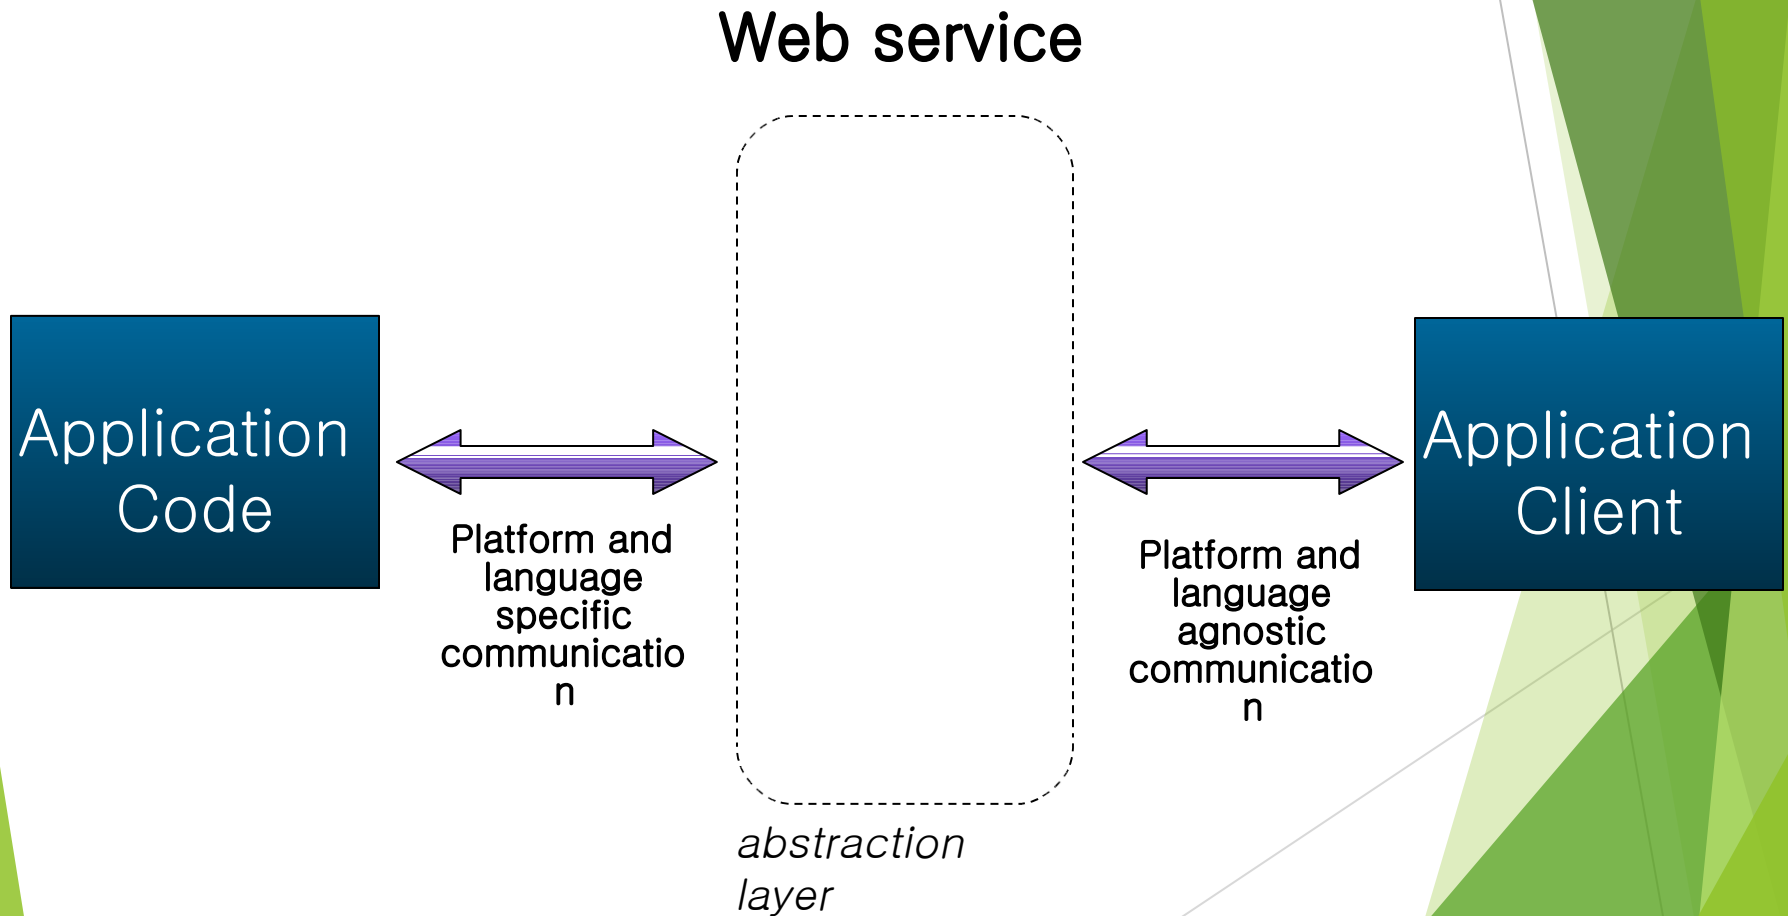 Web service
Application
Code
Platform and
language
specific
communicatio
n
Platform and
language
agnostic
communicatio
n
Application
Client
abstraction
layer